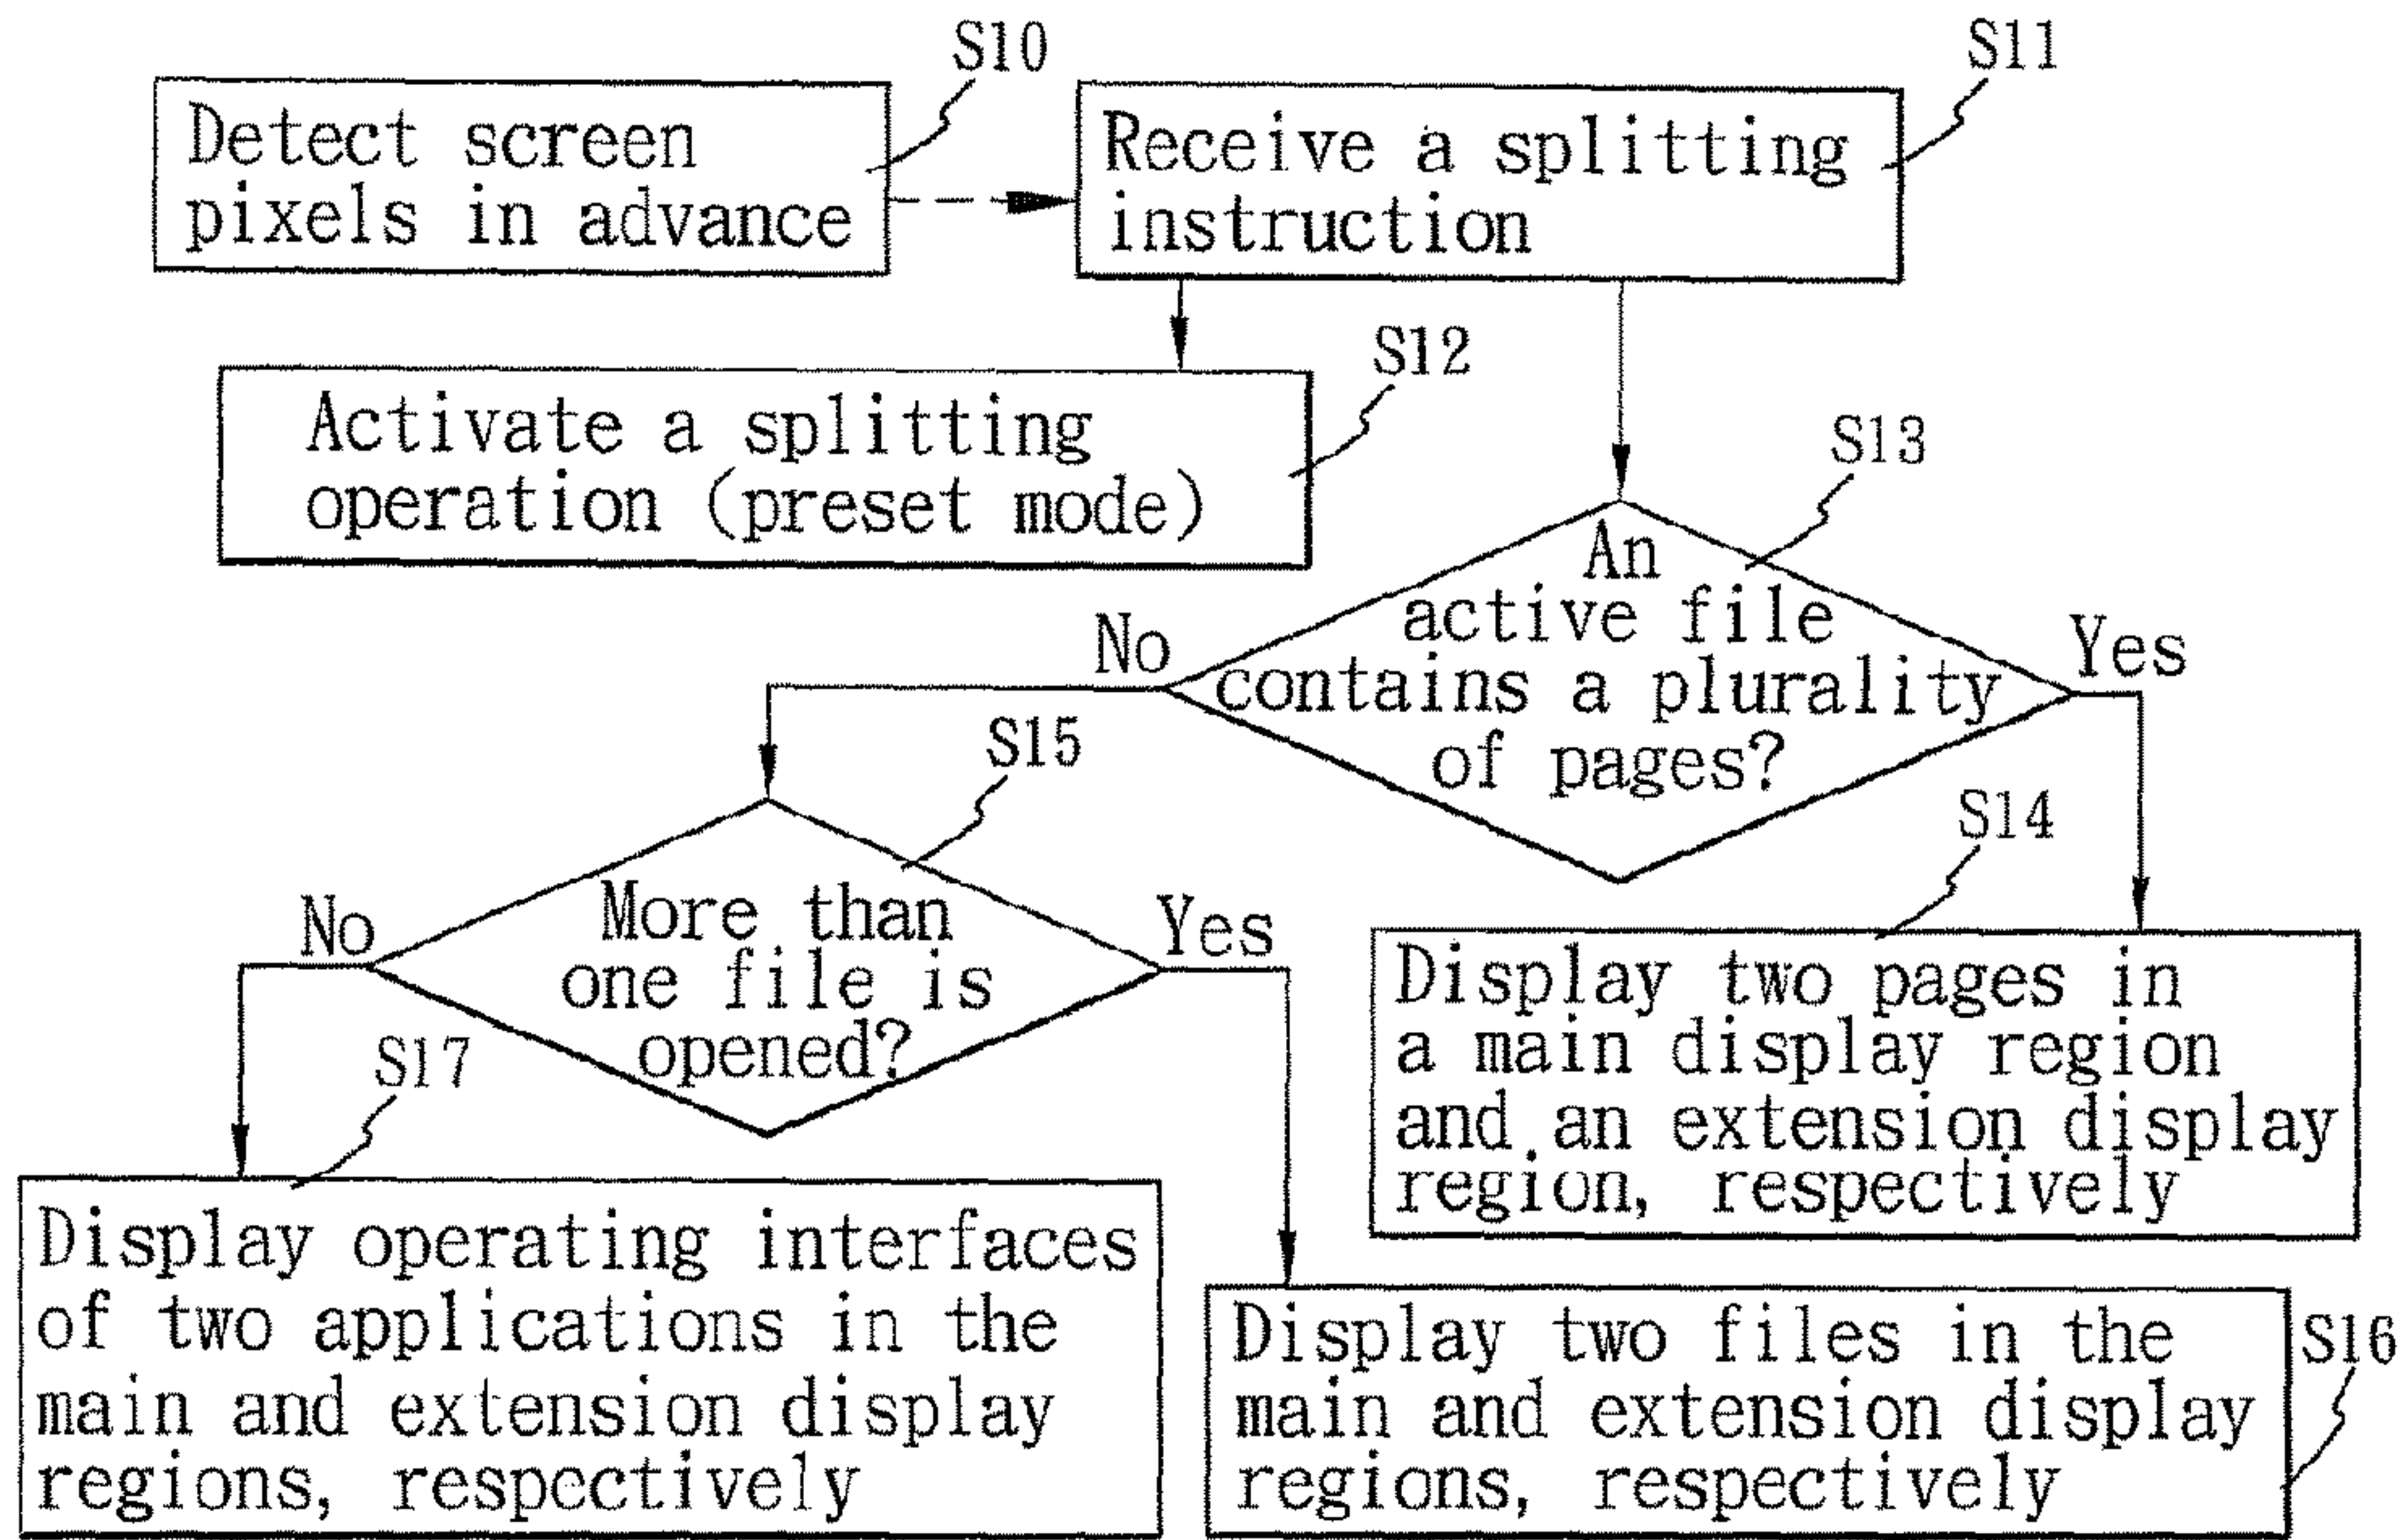 S10
Detect screen
pixels in advance
S11
Receive a splitting
instruction
S12
Activate a splitting
operation (preset mode)
S13
An
active file
contains a plurality
of pages?
No
Yes
S15
More than
one file is
opened?
No
Yes
S14
Display two pages in
a main display region
and an extension display
region, respectively
S17
Display operating interfaces
of two applications in the
main and extension display
regions, respectively
Display two files in the
main and extension display
regions, respectively
S16